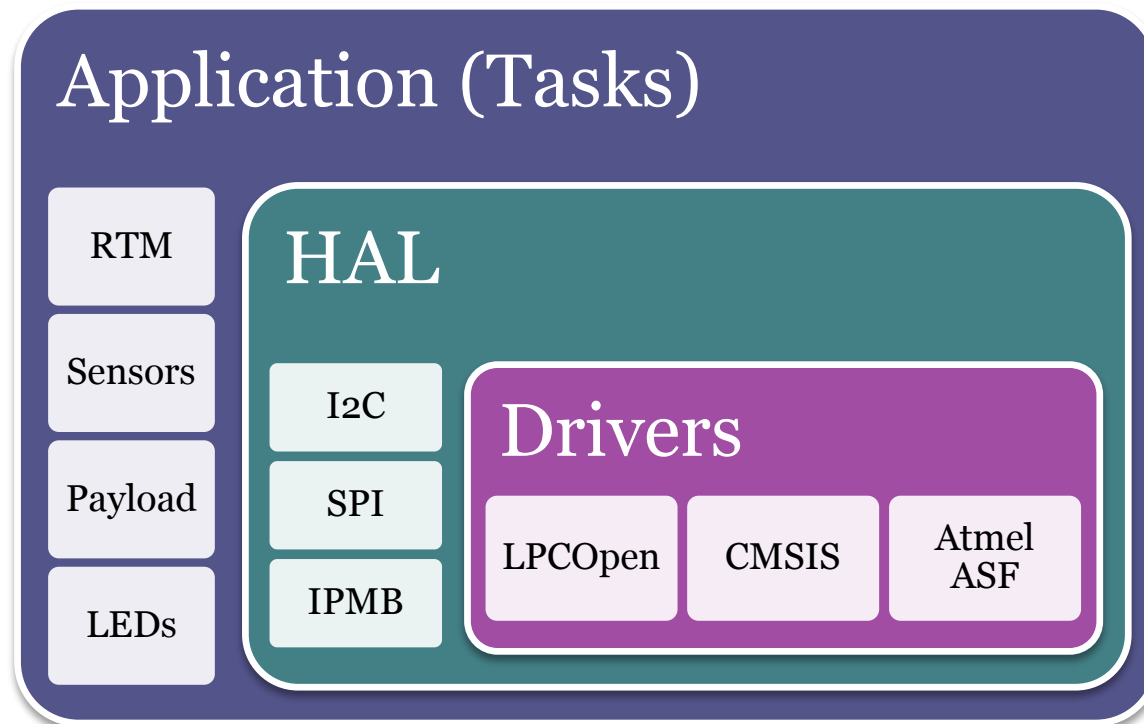 Application (Tasks)
RTM
Sensors
Payload
LEDs
HAL
I2C
SPI
IPMB
Drivers
LPCOpen
CMSIS
Atmel
ASF